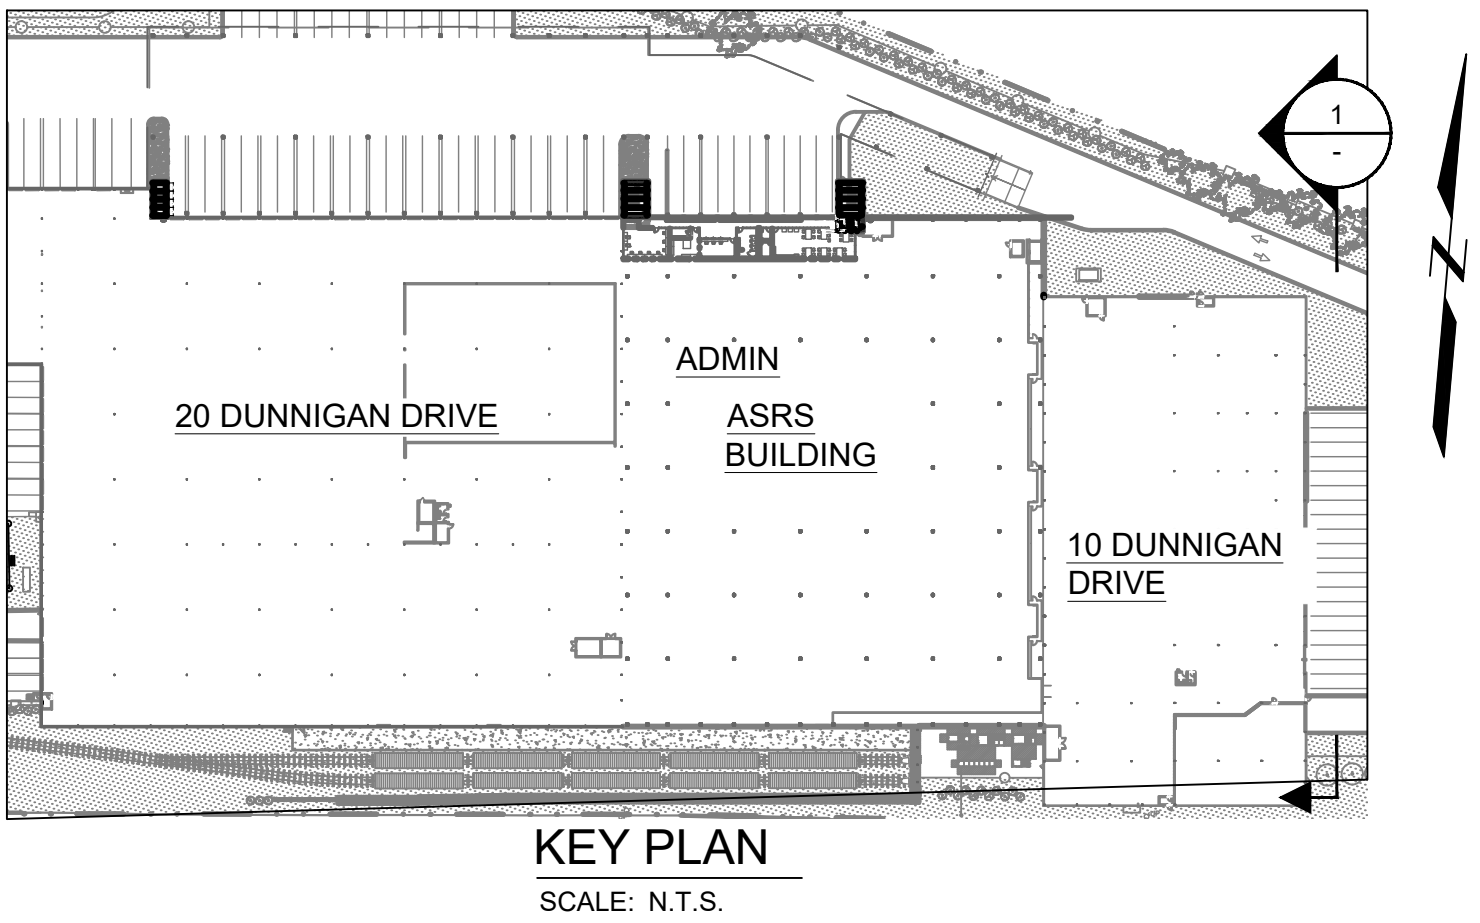 1
-
N
ADMIN
20 DUNNIGAN DRIVE
ASRS
BUILDING
10 DUNNIGAN
DRIVE
KEY PLAN
SCALE: N.T.S.